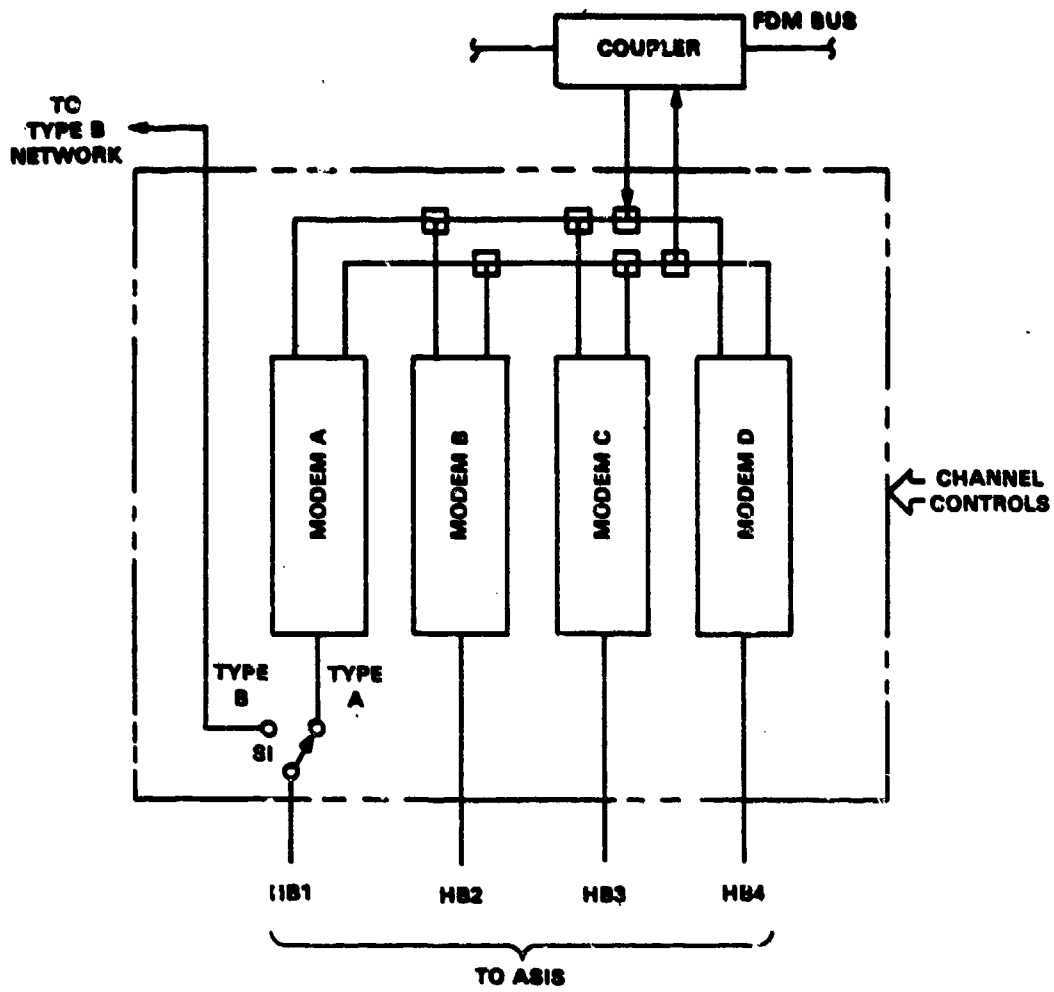 FDM BUS
COUPLER
TO
TYPE B
NETWORK
MODEM A
MODEM B
MODEM C
MODEM D
CHANNEL
CONTROLS
TYPE
B
TYPE
A
S1
HB1
HB2
HB3
HB4
TO ASIS